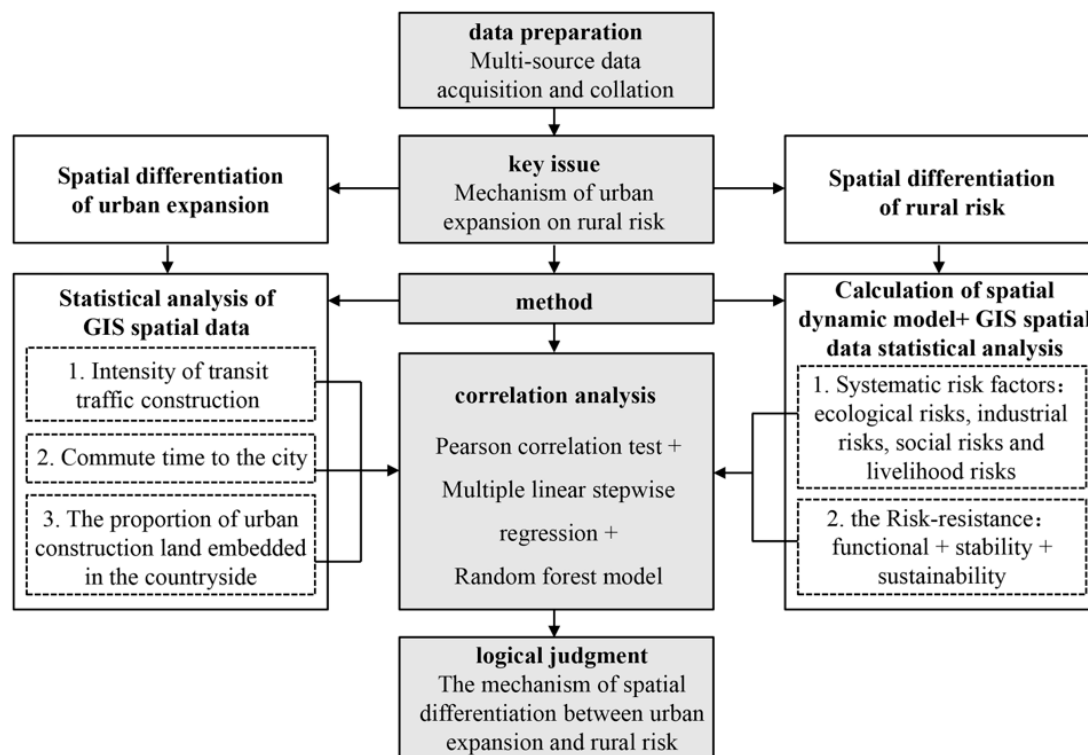 data preparation
Multi-source data
acquisition and collation
key issue
Mechanism of urban
expansion on rural risk
Spatial differentiation
of urban expansion
Spatial differentiation
of rural risk
Statistical analysis of
GIS spatial data
1. Intensity of transit
traffic construction
2. Commute time to the city
3. The proportion of urban
construction land embedded
in the countryside
method
correlation analysis
Pearson correlation test +
Multiple linear stepwise
regression +
Random forest model
Calculation of spatial
dynamic model+ GIS spatial
data statistical analysis
1. Systematic risk factors：
ecological risks, industrial
risks, social risks and
livelihood risks
2. the Risk-resistance：
functional + stability +
sustainability
logical judgment
The mechanism of spatial
differentiation between urban
expansion and rural risk